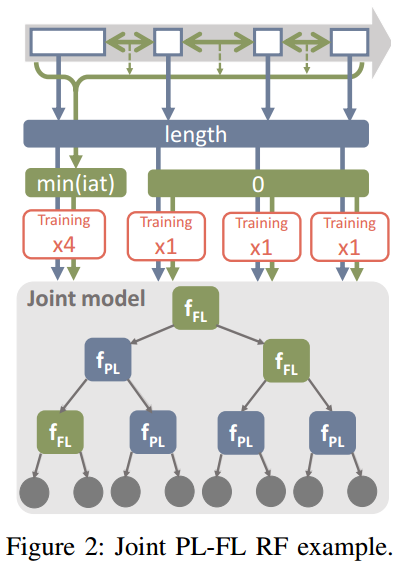 length
min(iat)
0
Training
x4
Training
x1
Training
x1
Training
x1
Joint model
fFL
fPL
fFL
fFL
fPL
fPL
fPL
Figure 2: Joint PL-FL RF example.